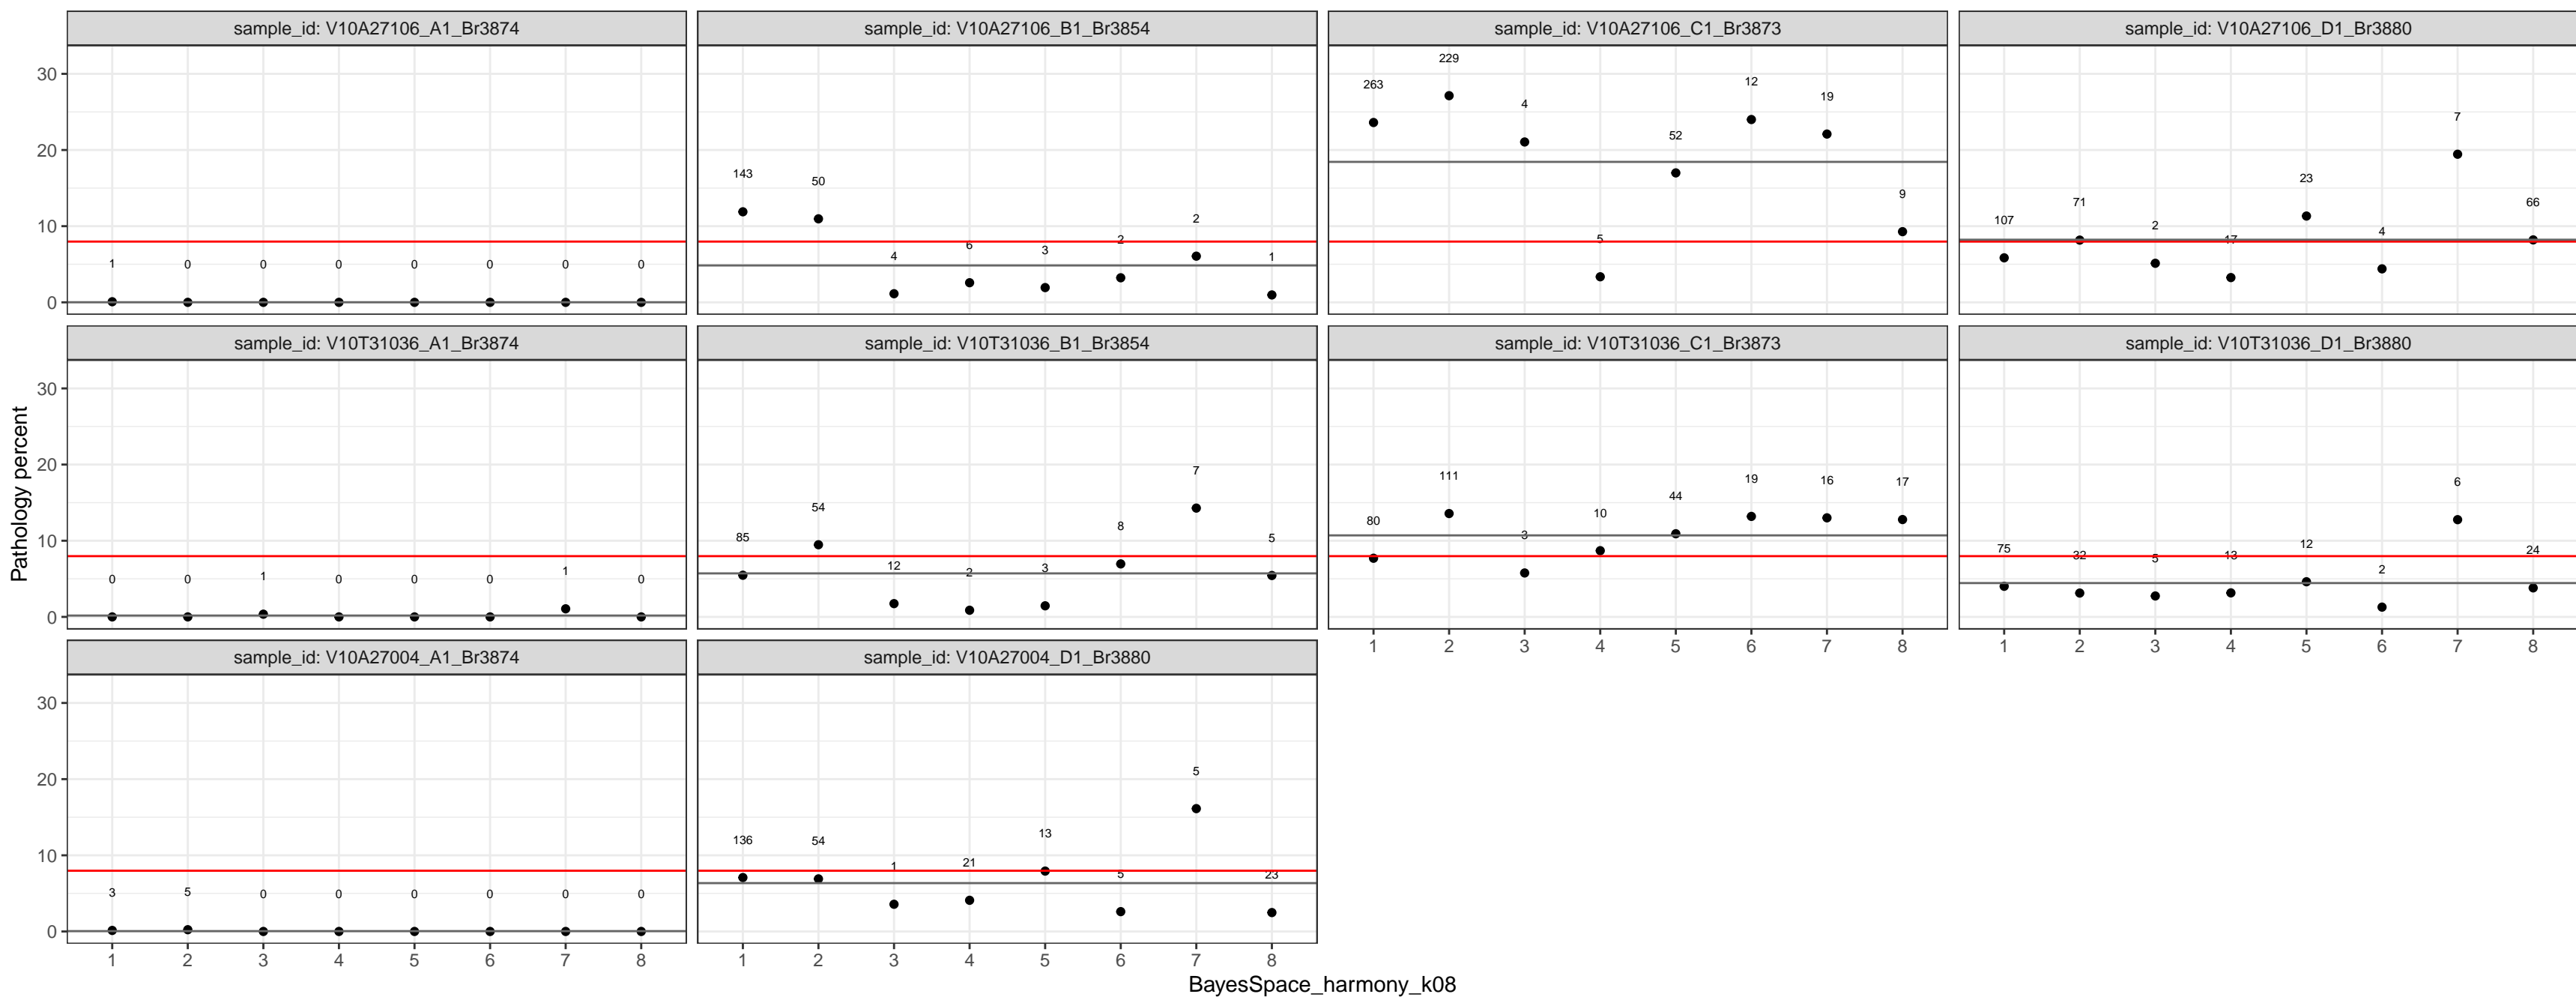 sample_id: V10A27106_A1_Br3874
sample_id: V10A27106_B1_Br3854
sample_id: V10A27106_C1_Br3873
sample_id: V10A27106_D1_Br3880
30
20
10
0
1 0 0 0 0 0 0 0
143 50 4 6 3 2 2 1
263 229 4 5 52 12 19 9
107 71 2 17 23 4 7 66
sample_id: V10T31036_A1_Br3874
sample_id: V10T31036_B1_Br3854
sample_id: V10T31036_C1_Br3873
sample_id: V10T31036_D1_Br3880
Pathology percent
30
20
10
0
0 0 1 0 0 0 1 0
85 54 12 2 3 8 7 5
80 111 3 10 44 19 16 17
75 32 5 13 12 2 6 24
1 2 3 4 5 6 7 8
1 2 3 4 5 6 7 8
sample_id: V10A27004_A1_Br3874
sample_id: V10A27004_D1_Br3880
30
20
10
0
3 5 0 0 0 0 0 0
136 54 1 21 13 5 5 23
1 2 3 4 5 6 7 8
1 2 3 4 5 6 7 8
BayesSpace_harmony_k08